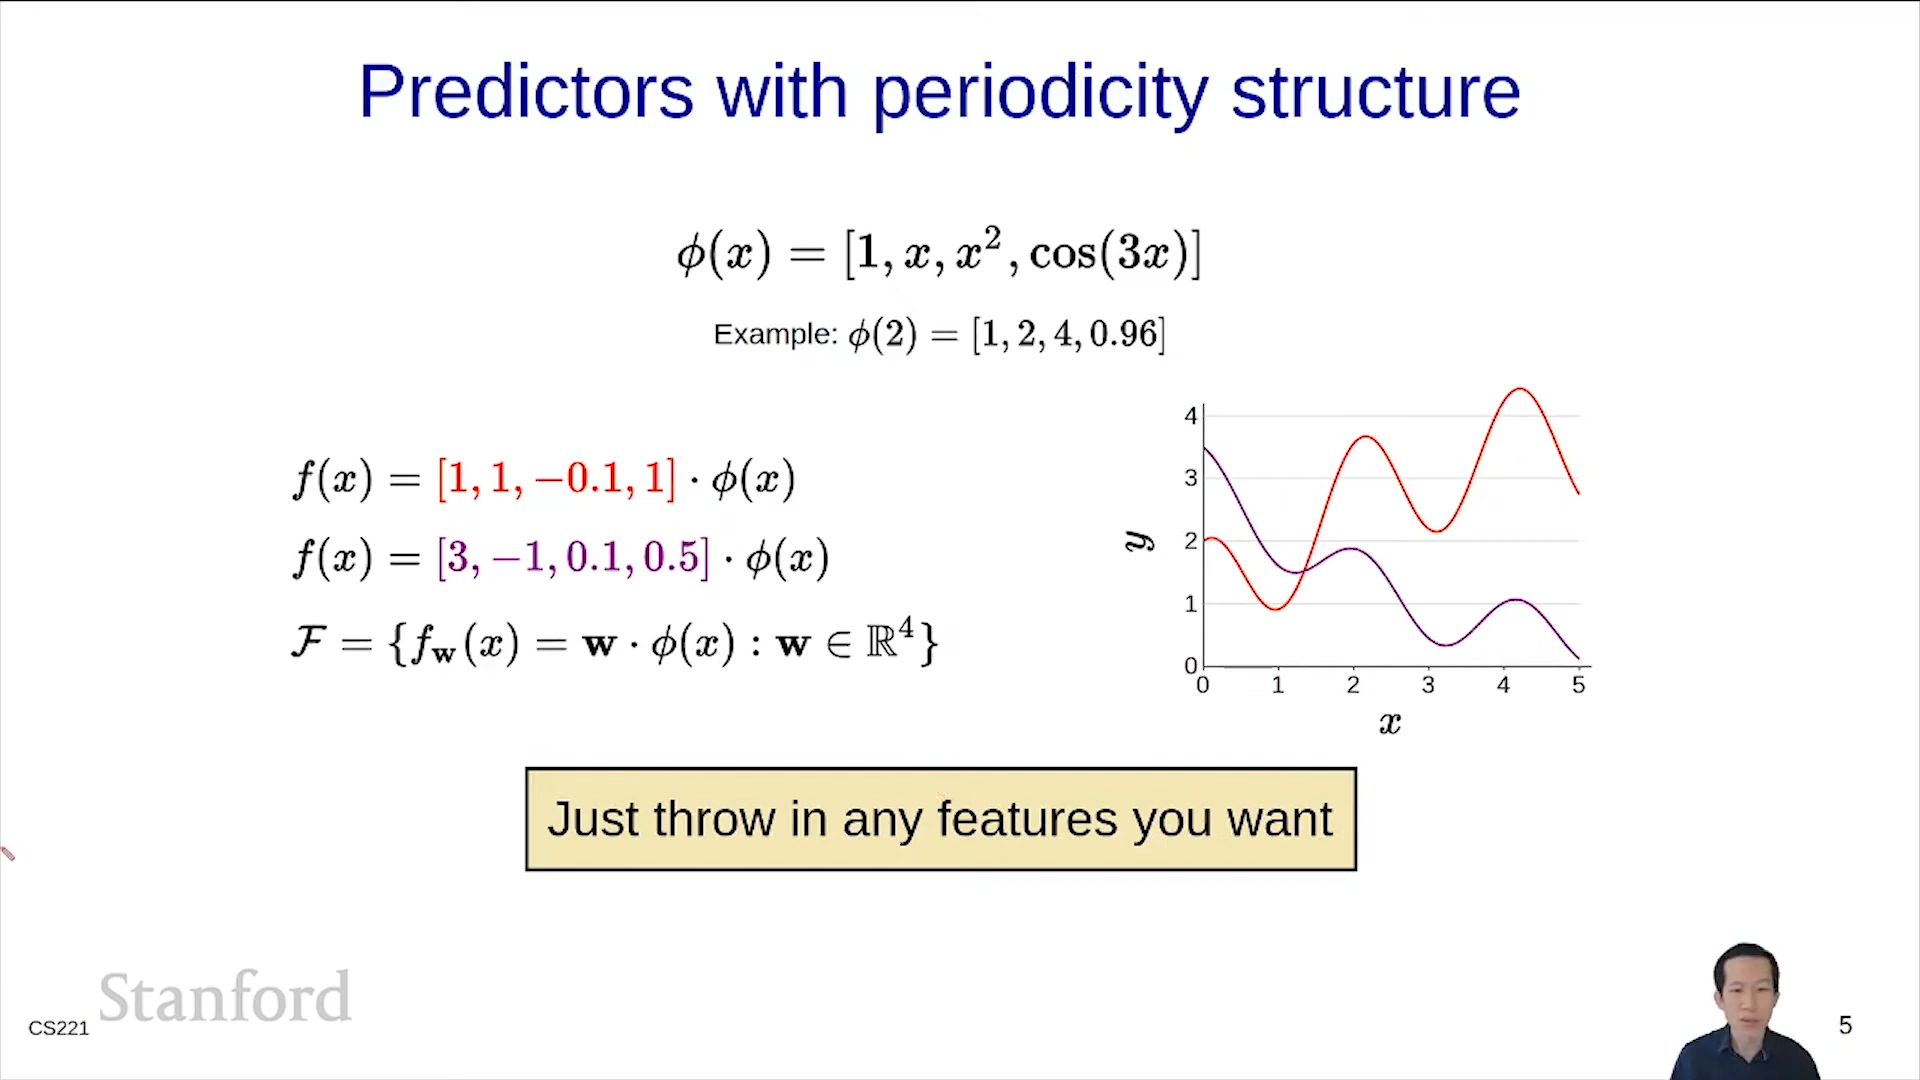 Predictors with periodicity structure
ϕ(x) = [1, x, x², cos(3x)]
Example: ϕ(2) = [1, 2, 4, 0.96]
f(x) = [1, 1, −0.1, 1] · ϕ(x)
f(x) = [3, −1, 0.1, 0.5] · ϕ(x)
ℱ = {f_𝐰(x) = 𝐰 · ϕ(x) : 𝐰 ∈ ℝ⁴}
4
3
2
1
0
y
0 1 2 3 4 5
x
Just throw in any features you want
Stanford
CS221
5